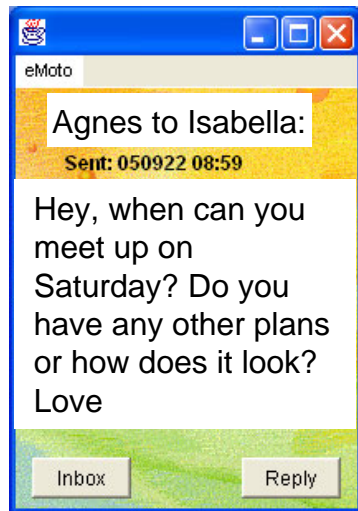 eMoto
Agnes to Isabella:
Sent: 050922 08:59
Hey, when can you
meet up on
Saturday? Do you
have any other plans
or how does it look?
Love
Inbox
Reply